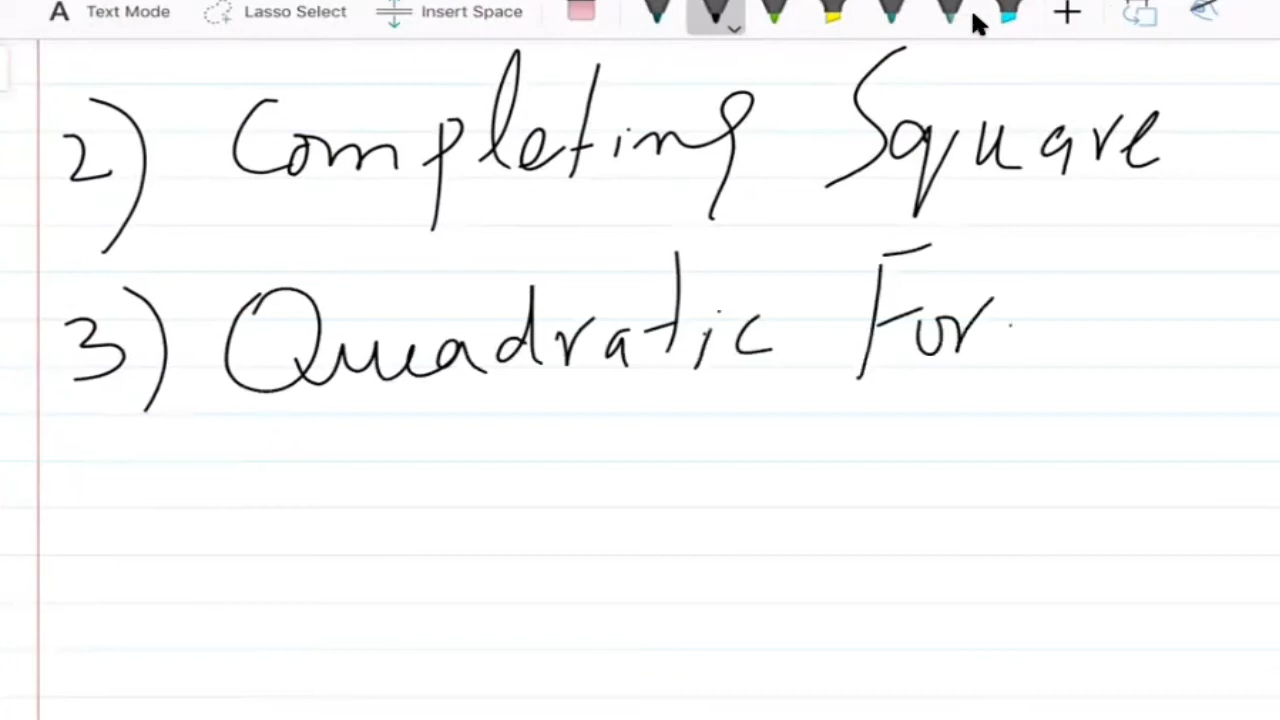 A Text Mode Lasso Select Insert Space
2) Completing Square
3) Quadratic For